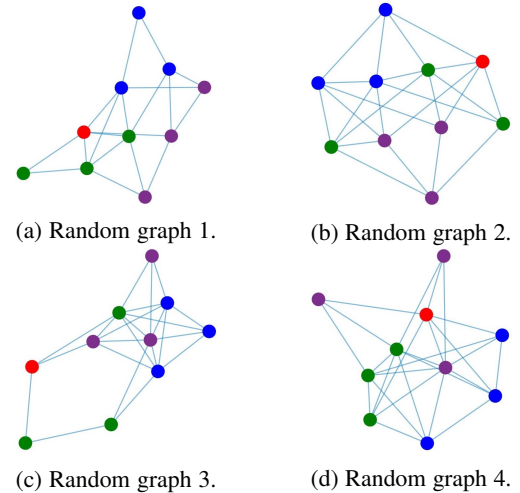 (a) Random graph 1.
(b) Random graph 2.
(c) Random graph 3.
(d) Random graph 4.